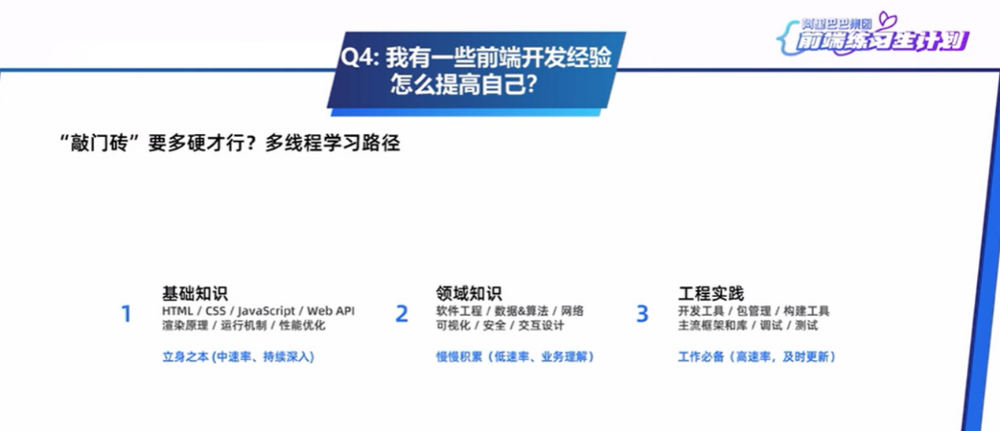 阿里巴巴集团
前端练习生计划
Q4: 我有一些前端开发经验
怎么提高自己?
“敲门砖”要多硬才行? 多线程学习路径
1
基础知识
HTML / CSS / JavaScript / Web API
渲染原理 / 运行机制 / 性能优化
立身之本 (中速率、持续深入)
2
领域知识
软件工程 / 数据&算法 / 网络
可视化 / 安全 / 交互设计
慢慢积累（低速率、业务理解）
3
工程实践
开发工具 / 包管理 / 构建工具
主流框架和库 / 调试 / 测试
工作必备（高速率，及时更新）